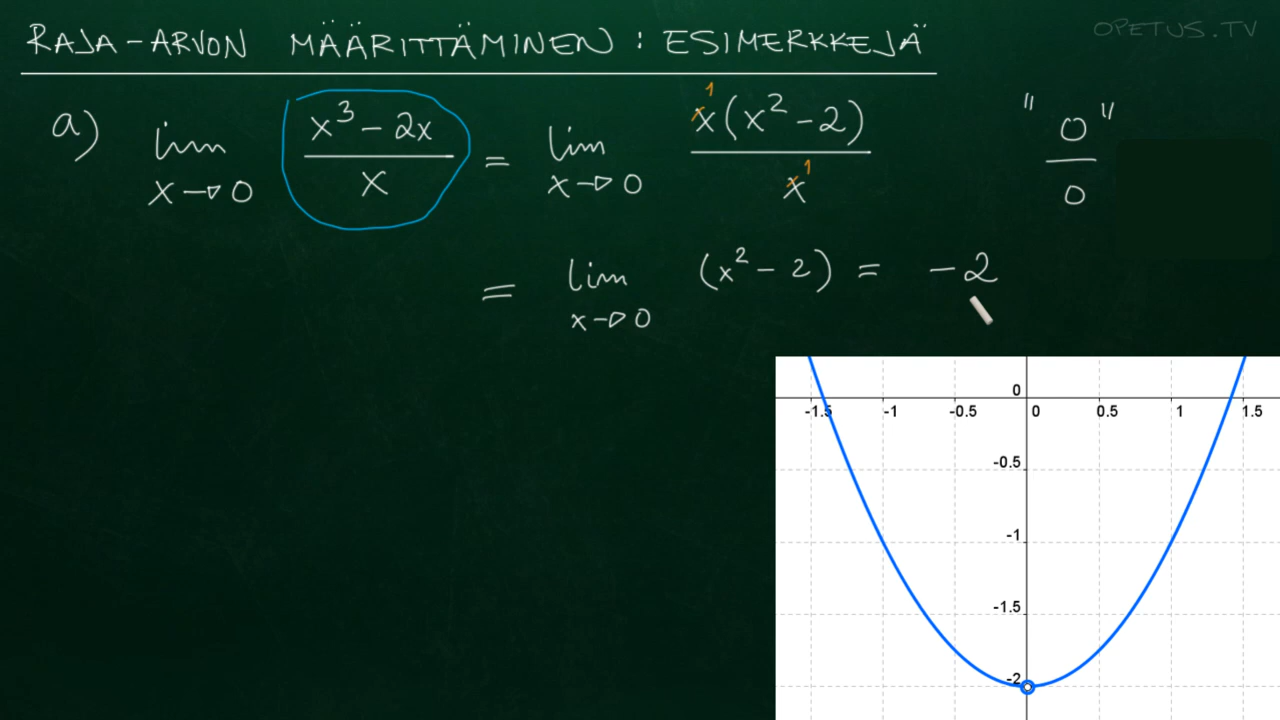 RAJA-ARVON MÄÄRITTÄMINEN : ESIMERKKEJÄ
OPETUS.TV
a) lim x→0 (x³ - 2x)/x = lim x→0 x(x² - 2)/x "0/0"
1
1
= lim x→0 (x² - 2) = -2
0
-1.5 -1 -0.5 0 0.5 1 1.5
-0.5
-1
-1.5
-2